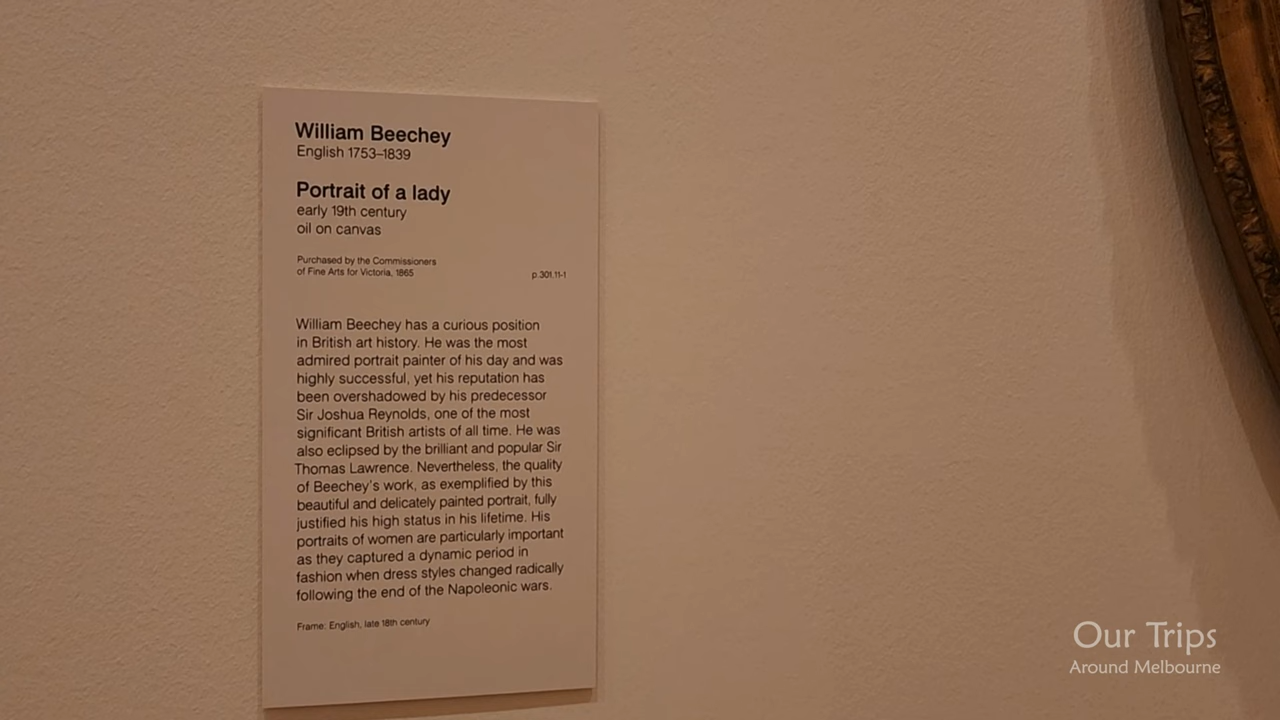 William Beechey
English 1753–1839
Portrait of a lady
early 19th century
oil on canvas
Purchased by the Commissioners
of Fine Arts for Victoria, 1865
p.301.11-1
William Beechey has a curious position
in British art history. He was the most
admired portrait painter of his day and was
highly successful, yet his reputation has
been overshadowed by his predecessor
Sir Joshua Reynolds, one of the most
significant British artists of all time. He was
also eclipsed by the brilliant and popular Sir
Thomas Lawrence. Nevertheless, the quality
of Beechey's work, as exemplified by this
beautiful and delicately painted portrait, fully
justified his high status in his lifetime. His
portraits of women are particularly important
as they captured a dynamic period in
fashion when dress styles changed radically
following the end of the Napoleonic wars.
Frame: English, late 18th century
Our Trips
Around Melbourne